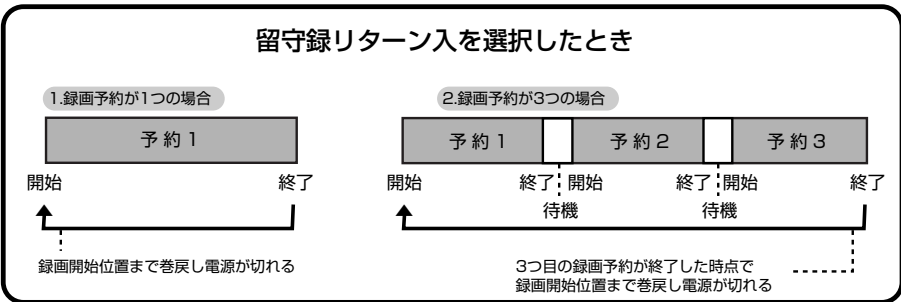 留守録リターン入を選択したとき
1.録画予約が1つの場合
予約1
開始
終了
録画開始位置まで巻戻し電源が切れる
2.録画予約が3つの場合
予約1
予約2
予約3
開始
終了
開始
終了
開始
終了
待機
待機
3つ目の録画予約が終了した時点で
録画開始位置まで巻戻し電源が切れる